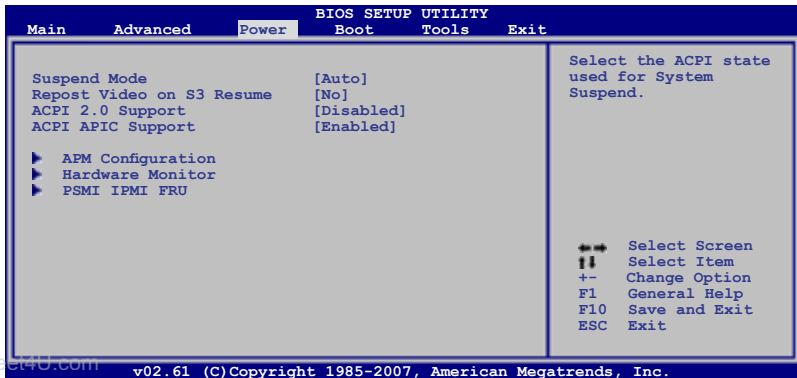 BIOS SETUP UTILITY
Main Advanced Power Boot Tools Exit
Suspend Mode [Auto]
Repost Video on S3 Resume [No]
ACPI 2.0 Support [Disabled]
ACPI APIC Support [Enabled]
APM Configuration
Hardware Monitor
PSMI IPMI FRU
Select the ACPI state
used for System
Suspend.
Select Screen
Select Item
+- Change Option
F1 General Help
F10 Save and Exit
ESC Exit
et4U.com
v02.61 (C)Copyright 1985-2007, American Megatrends, Inc.